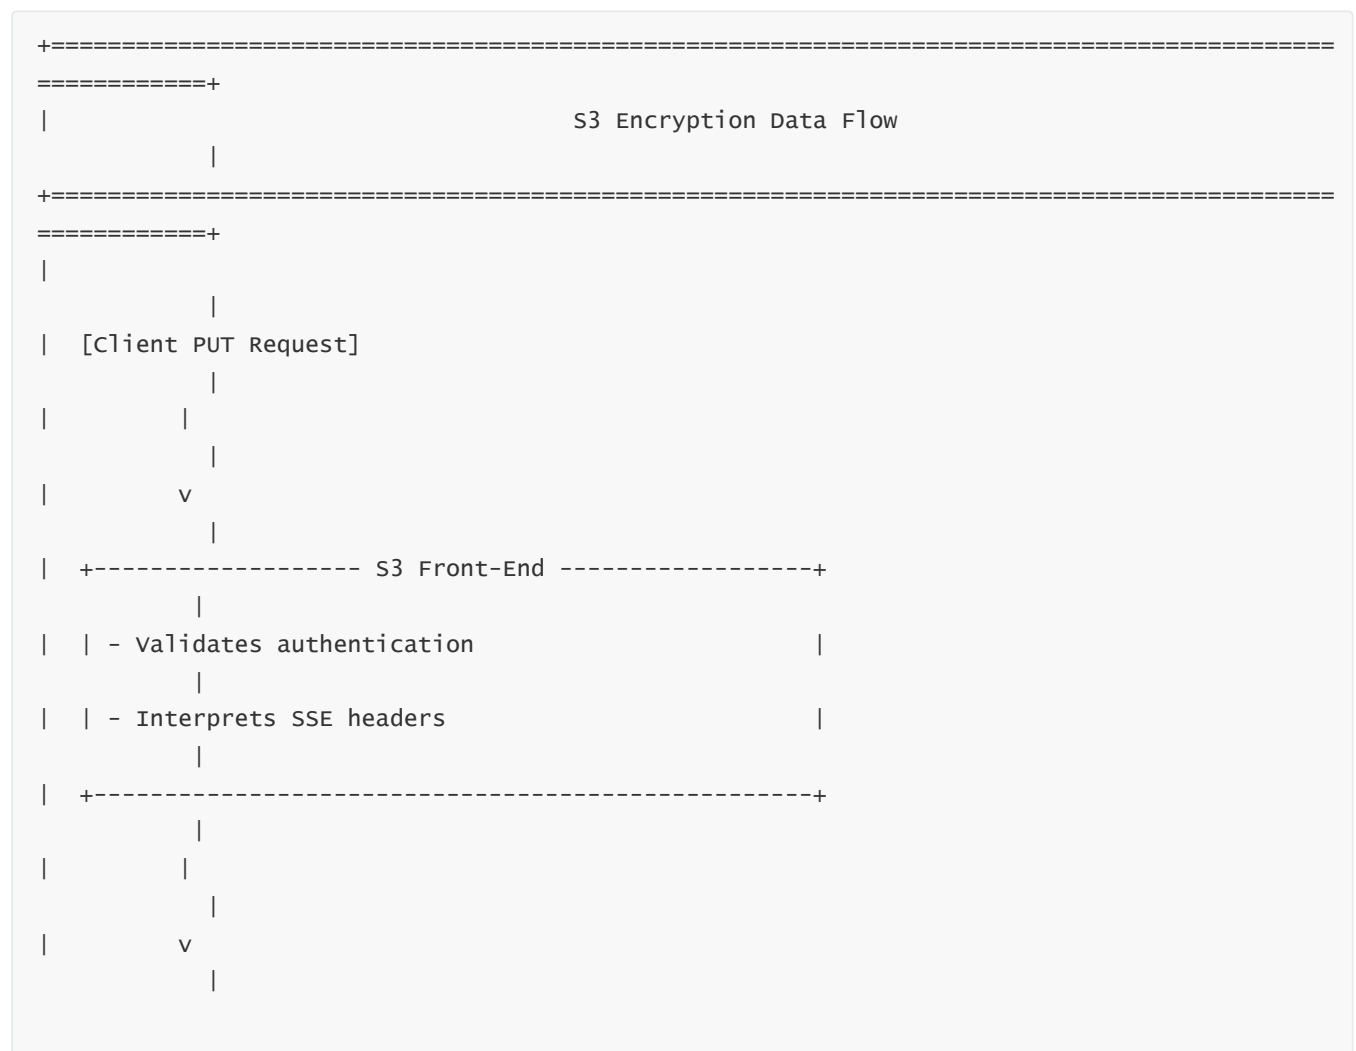 +===========================================================================================
============+
|                                     S3 Encryption Data Flow
            |
+===========================================================================================
============+
|
            |
|  [Client PUT Request]
            |
|         |
            |
|         v
            |
|  +------------------- S3 Front-End ------------------+
           |
|  | - Validates authentication                        |
           |
|  | - Interprets SSE headers                          |
           |
|  +---------------------------------------------------+
           |
|         |
            |
|         v
            |